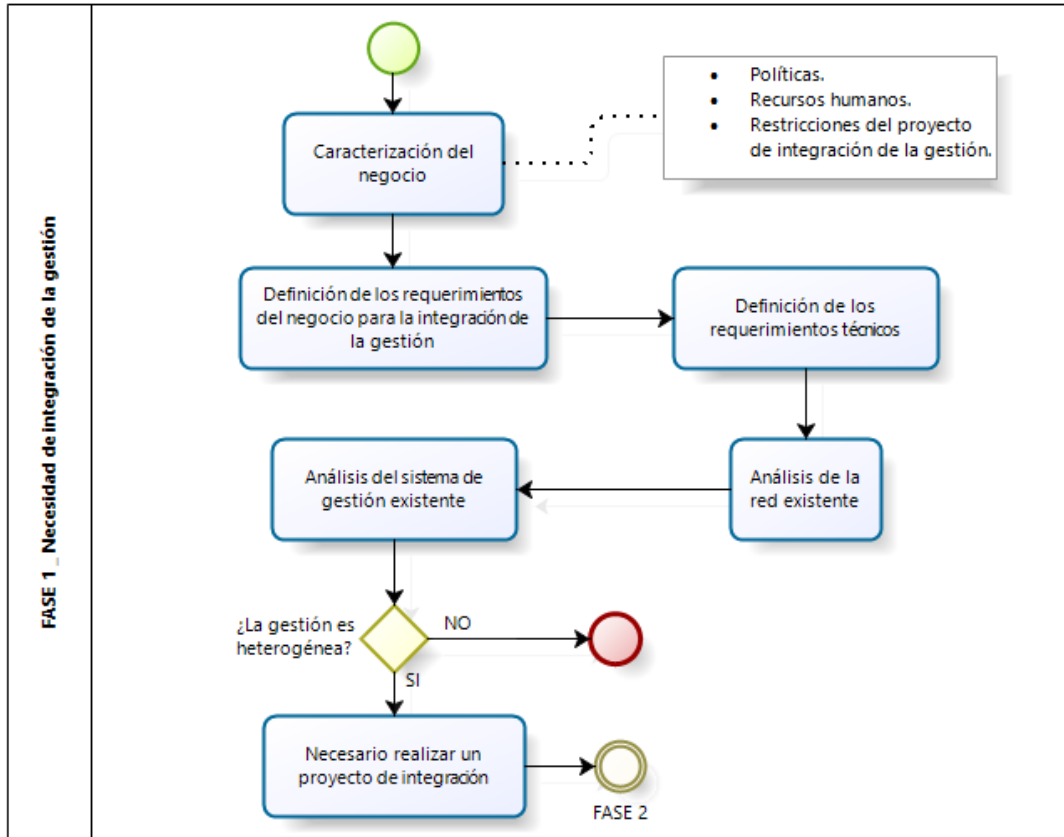 FASE 1_ Necesidad de integración de la gestión
• Políticas.
• Recursos humanos.
• Restricciones del proyecto
de integración de la gestión.
Caracterización del
negocio
Definición de los requerimientos
del negocio para la integración de
la gestión
Definición de los
requerimientos técnicos
Análisis de la
red existente
Análisis del sistema de
gestión existente
¿La gestión es
heterogénea?
NO
SI
Necesario realizar un
proyecto de integración
FASE 2